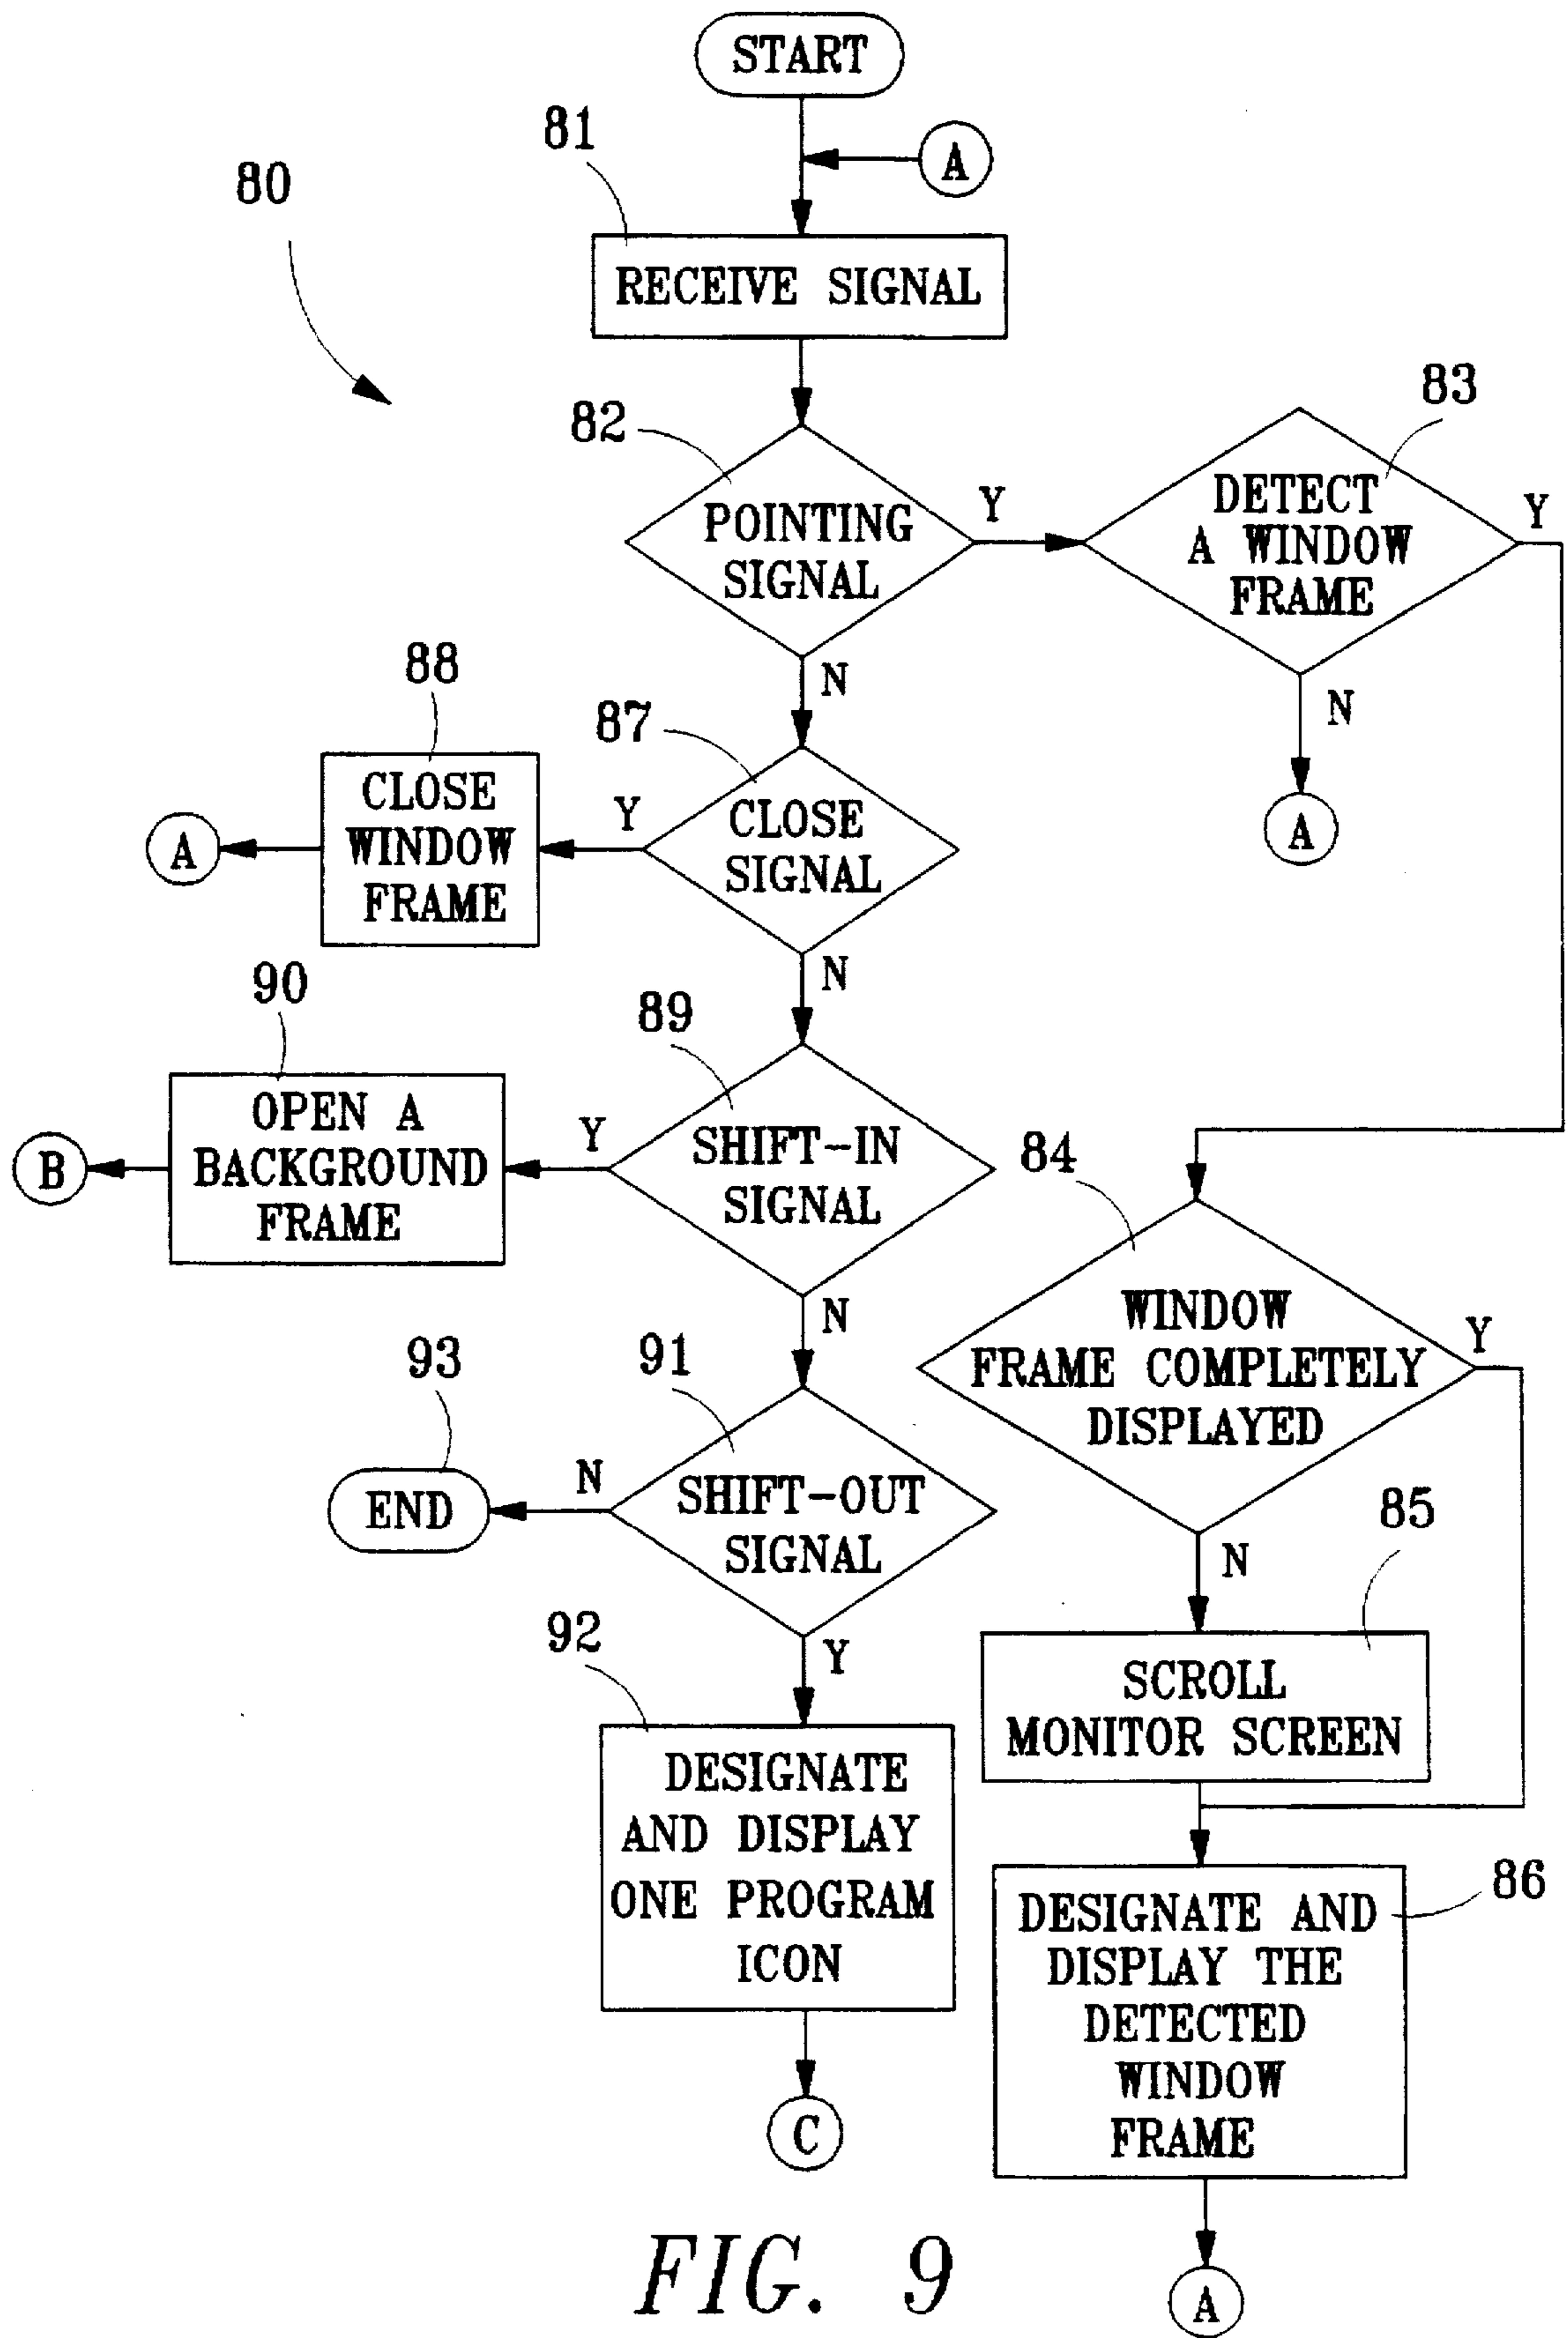 START
81
A
80
RECEIVE SIGNAL
82
POINTING
SIGNAL
Y
83
DETECT
A WINDOW
FRAME
Y
N
N
A
88
CLOSE
WINDOW
FRAME
A
87
CLOSE
SIGNAL
Y
N
90
OPEN A
BACKGROUND
FRAME
B
89
SHIFT-IN
SIGNAL
Y
N
84
WINDOW
FRAME COMPLETELY
DISPLAYED
Y
N
93
END
91
SHIFT-OUT
SIGNAL
N
Y
85
SCROLL
MONITOR SCREEN
92
DESIGNATE
AND DISPLAY
ONE PROGRAM
ICON
C
86
DESIGNATE AND
DISPLAY THE
DETECTED
WINDOW
FRAME
A
FIG. 9